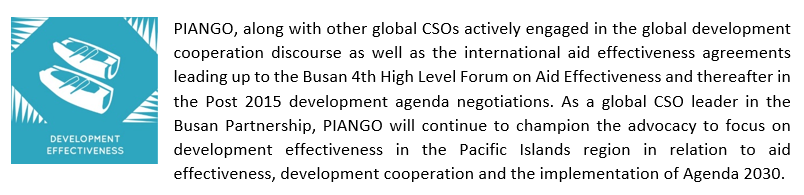 DEVELOPMENT
EFFECTIVENESS
PIANGO, along with other global CSOs actively engaged in the global development
cooperation discourse as well as the international aid effectiveness agreements
leading up to the Busan 4th High Level Forum on Aid Effectiveness and thereafter in
the Post 2015 development agenda negotiations. As a global CSO leader in the
Busan Partnership, PIANGO will continue to champion the advocacy to focus on
development effectiveness in the Pacific Islands region in relation to aid
effectiveness, development cooperation and the implementation of Agenda 2030.